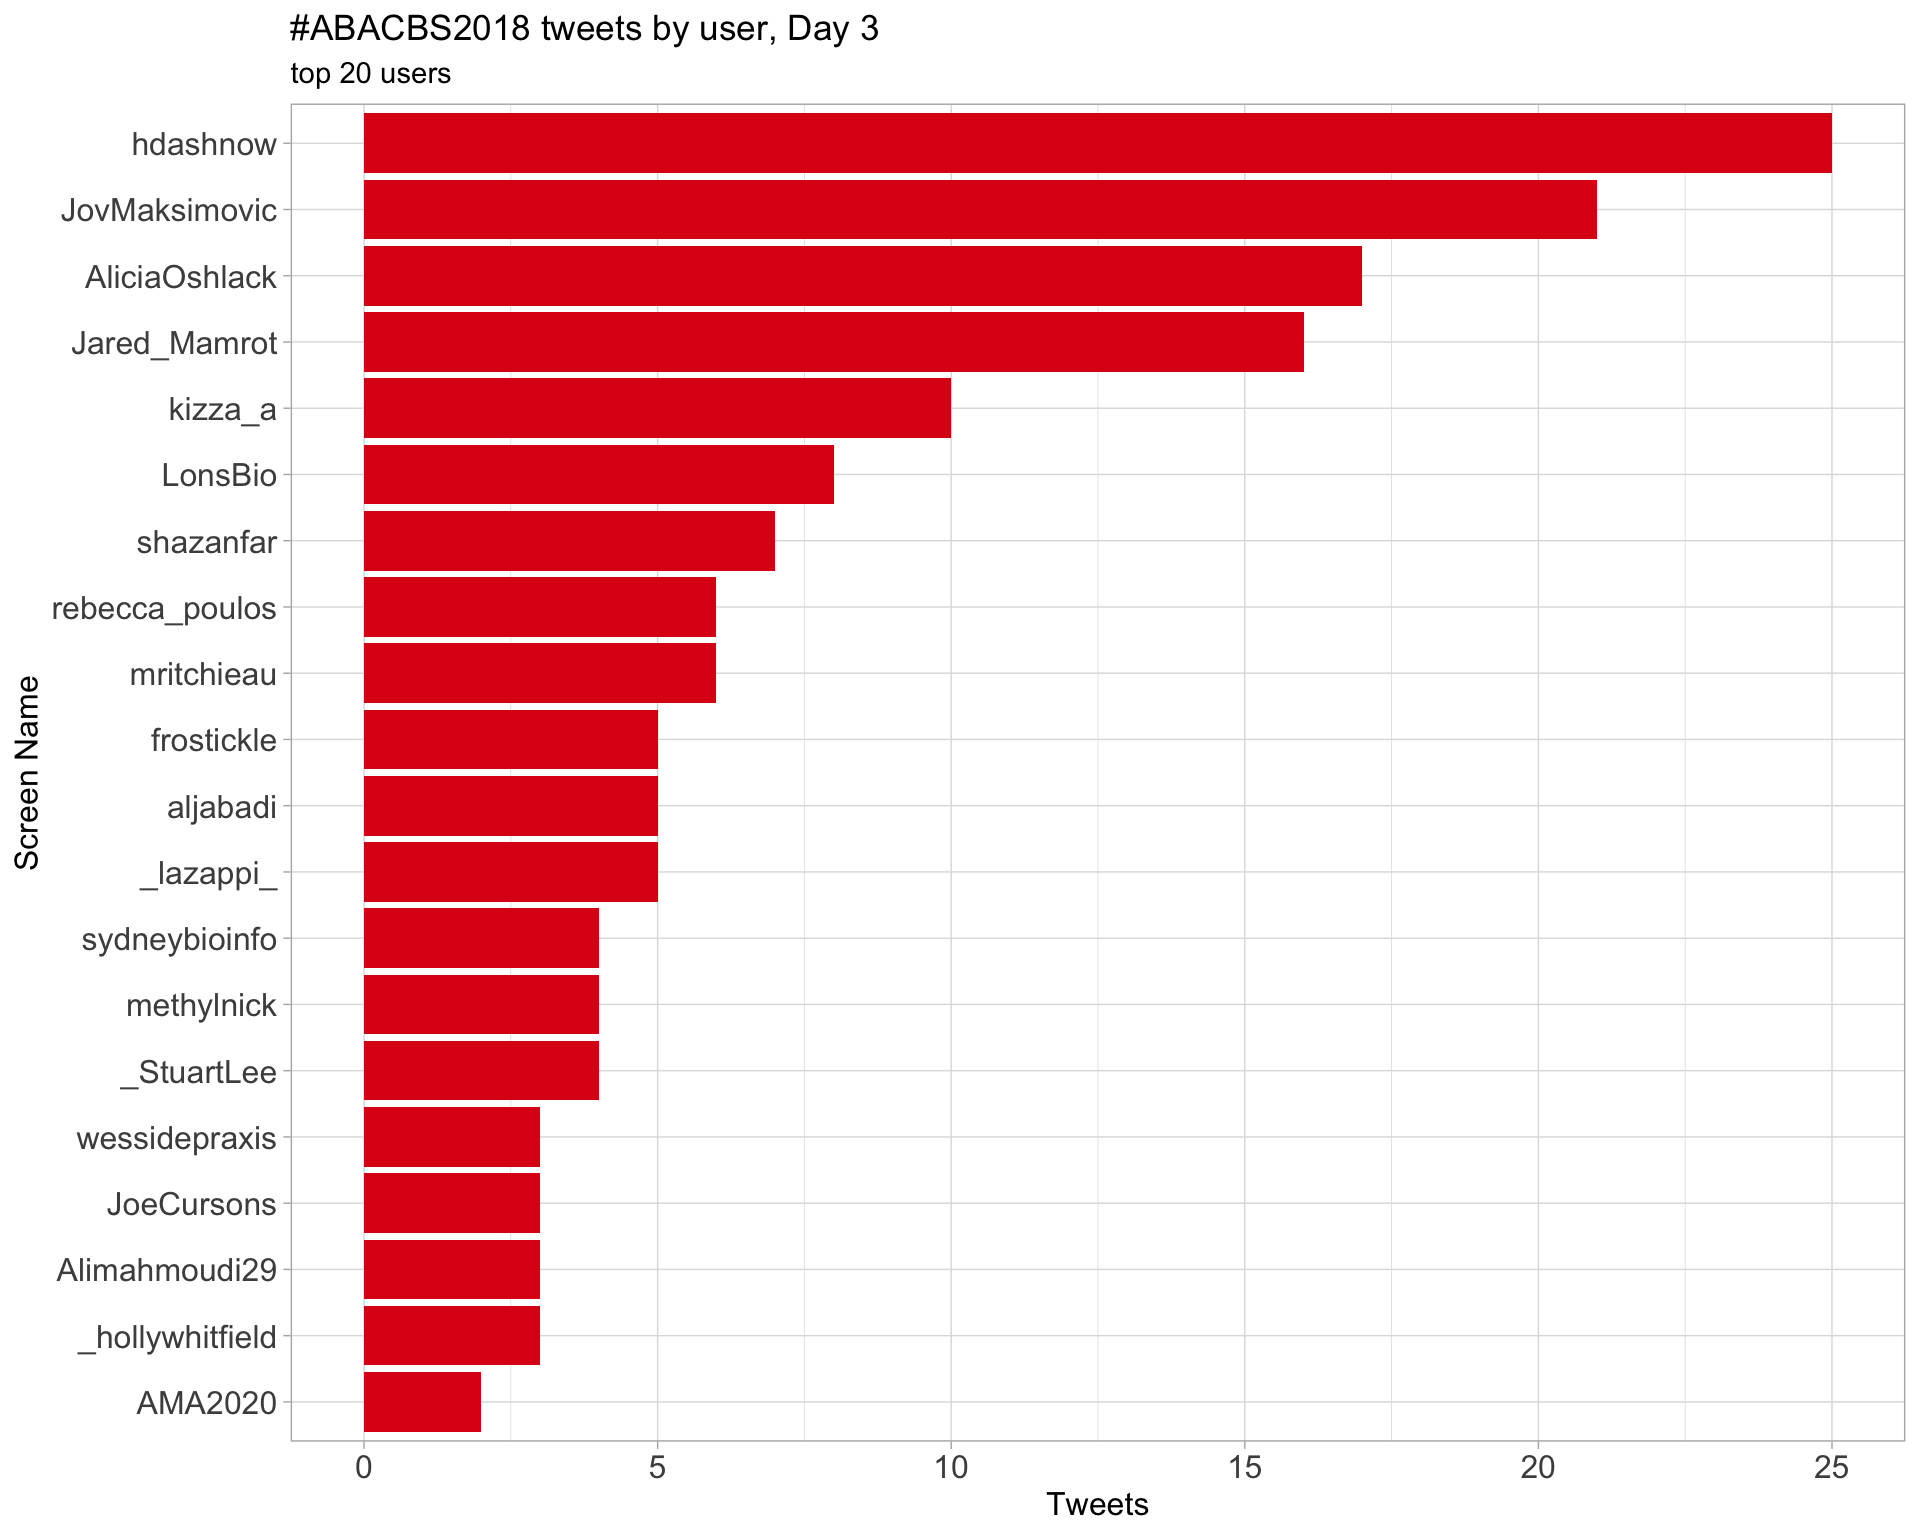 #ABACBS2018 tweets by user, Day 3
top 20 users
Screen Name
hdashnow
JovMaksimovic
AliciaOshlack
Jared_Mamrot
kizza_a
LonsBio
shazanfar
rebecca_poulos
mritchieau
frostickle
aljabadi
_lazappi_
sydneybioinfo
methylnick
_StuartLee
wessidepraxis
JoeCursons
Alimahmoudi29
_hollywhitfield
AMA2020
0 5 10 15 20 25
Tweets